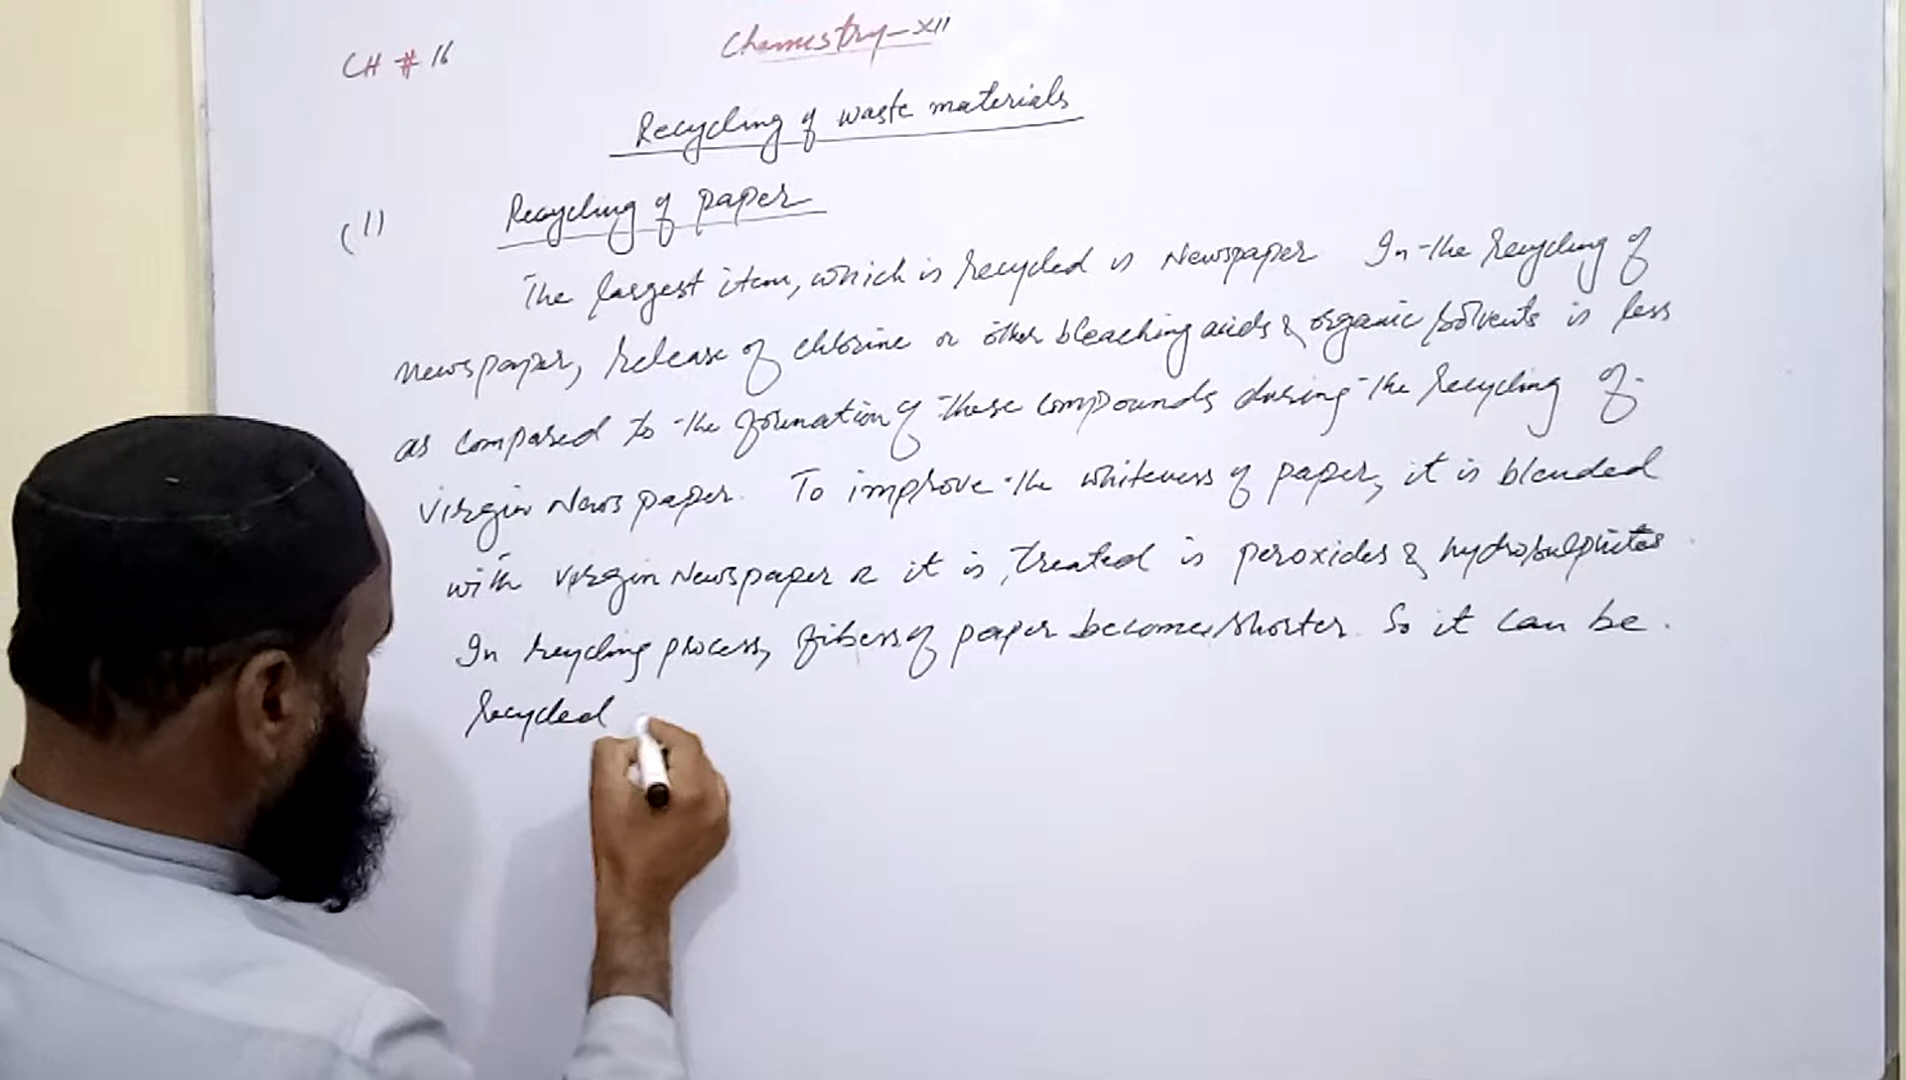 CH # 16
Chemistry-XII
Recycling of waste materials
(1) Recycling of paper
The largest item, which is recycled is Newspaper In the recycling of
newspaper, release of chlorine or other bleaching acids & organic solvents is less
as compared to the formation of these compounds during the recycling of
virgin Newspaper. To improve the whiteness of paper, it is blended
with virgin Newspaper or it is treated is peroxides & hydrosulphites
In recycling process, fibers of paper becomes shorter. So it can be
recycled